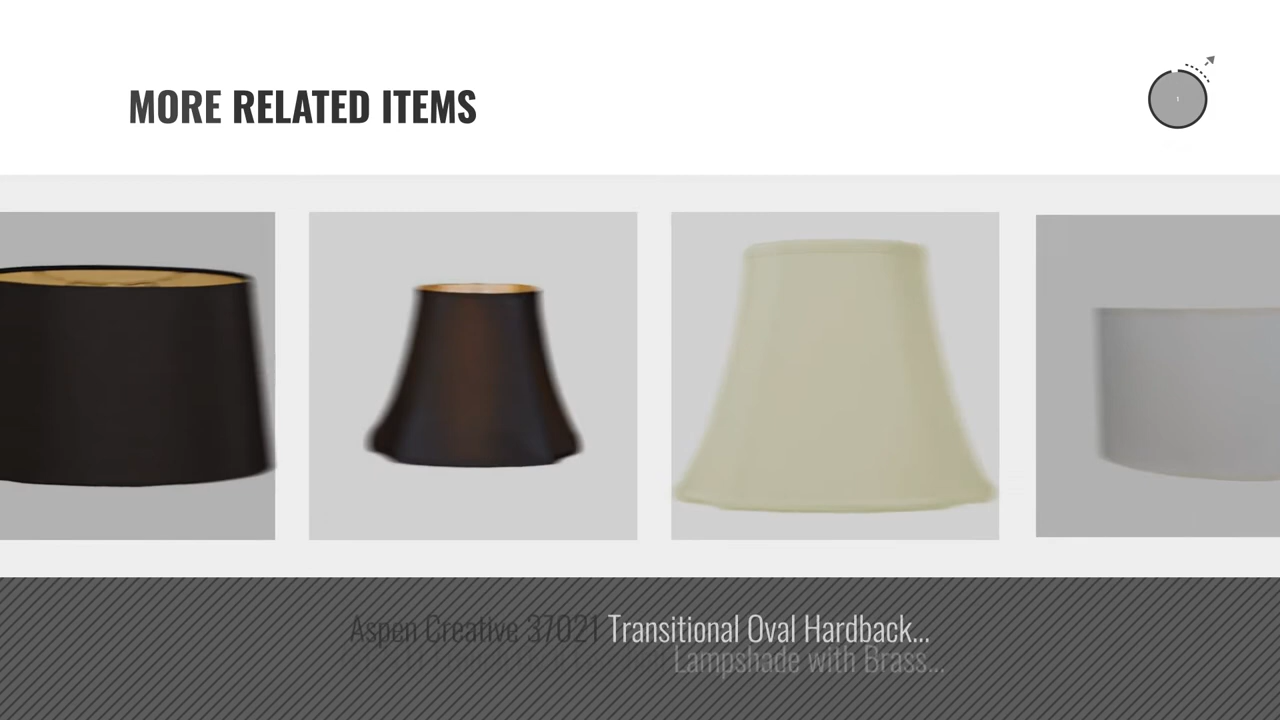 MORE RELATED ITEMS
Aspen Creative 37021 Transitional Oval Hardback...
Lampshade with Brass...